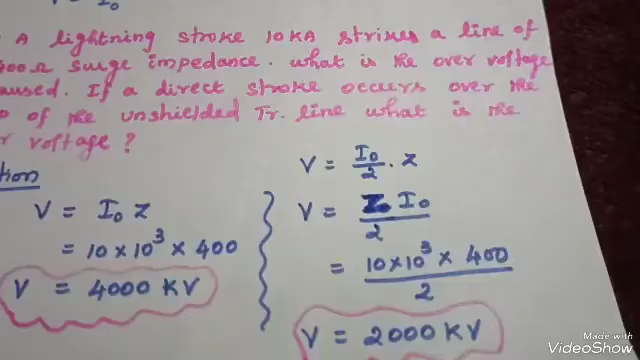 I₀
A lightning stroke 10KA strikes a line of
400Ω surge impedance. what is the over voltage
caused. If a direct stroke occurs over the
of the unshielded Tr. line what is the
voltage ?
V = I₀ Z
= 10 × 10³ × 400
V = 4000 KV
V = I₀/2 . Z
V = Z₀ I₀ / 2
= 10×10³ × 400 / 2
V = 2000 KV
Made with
VideoShow